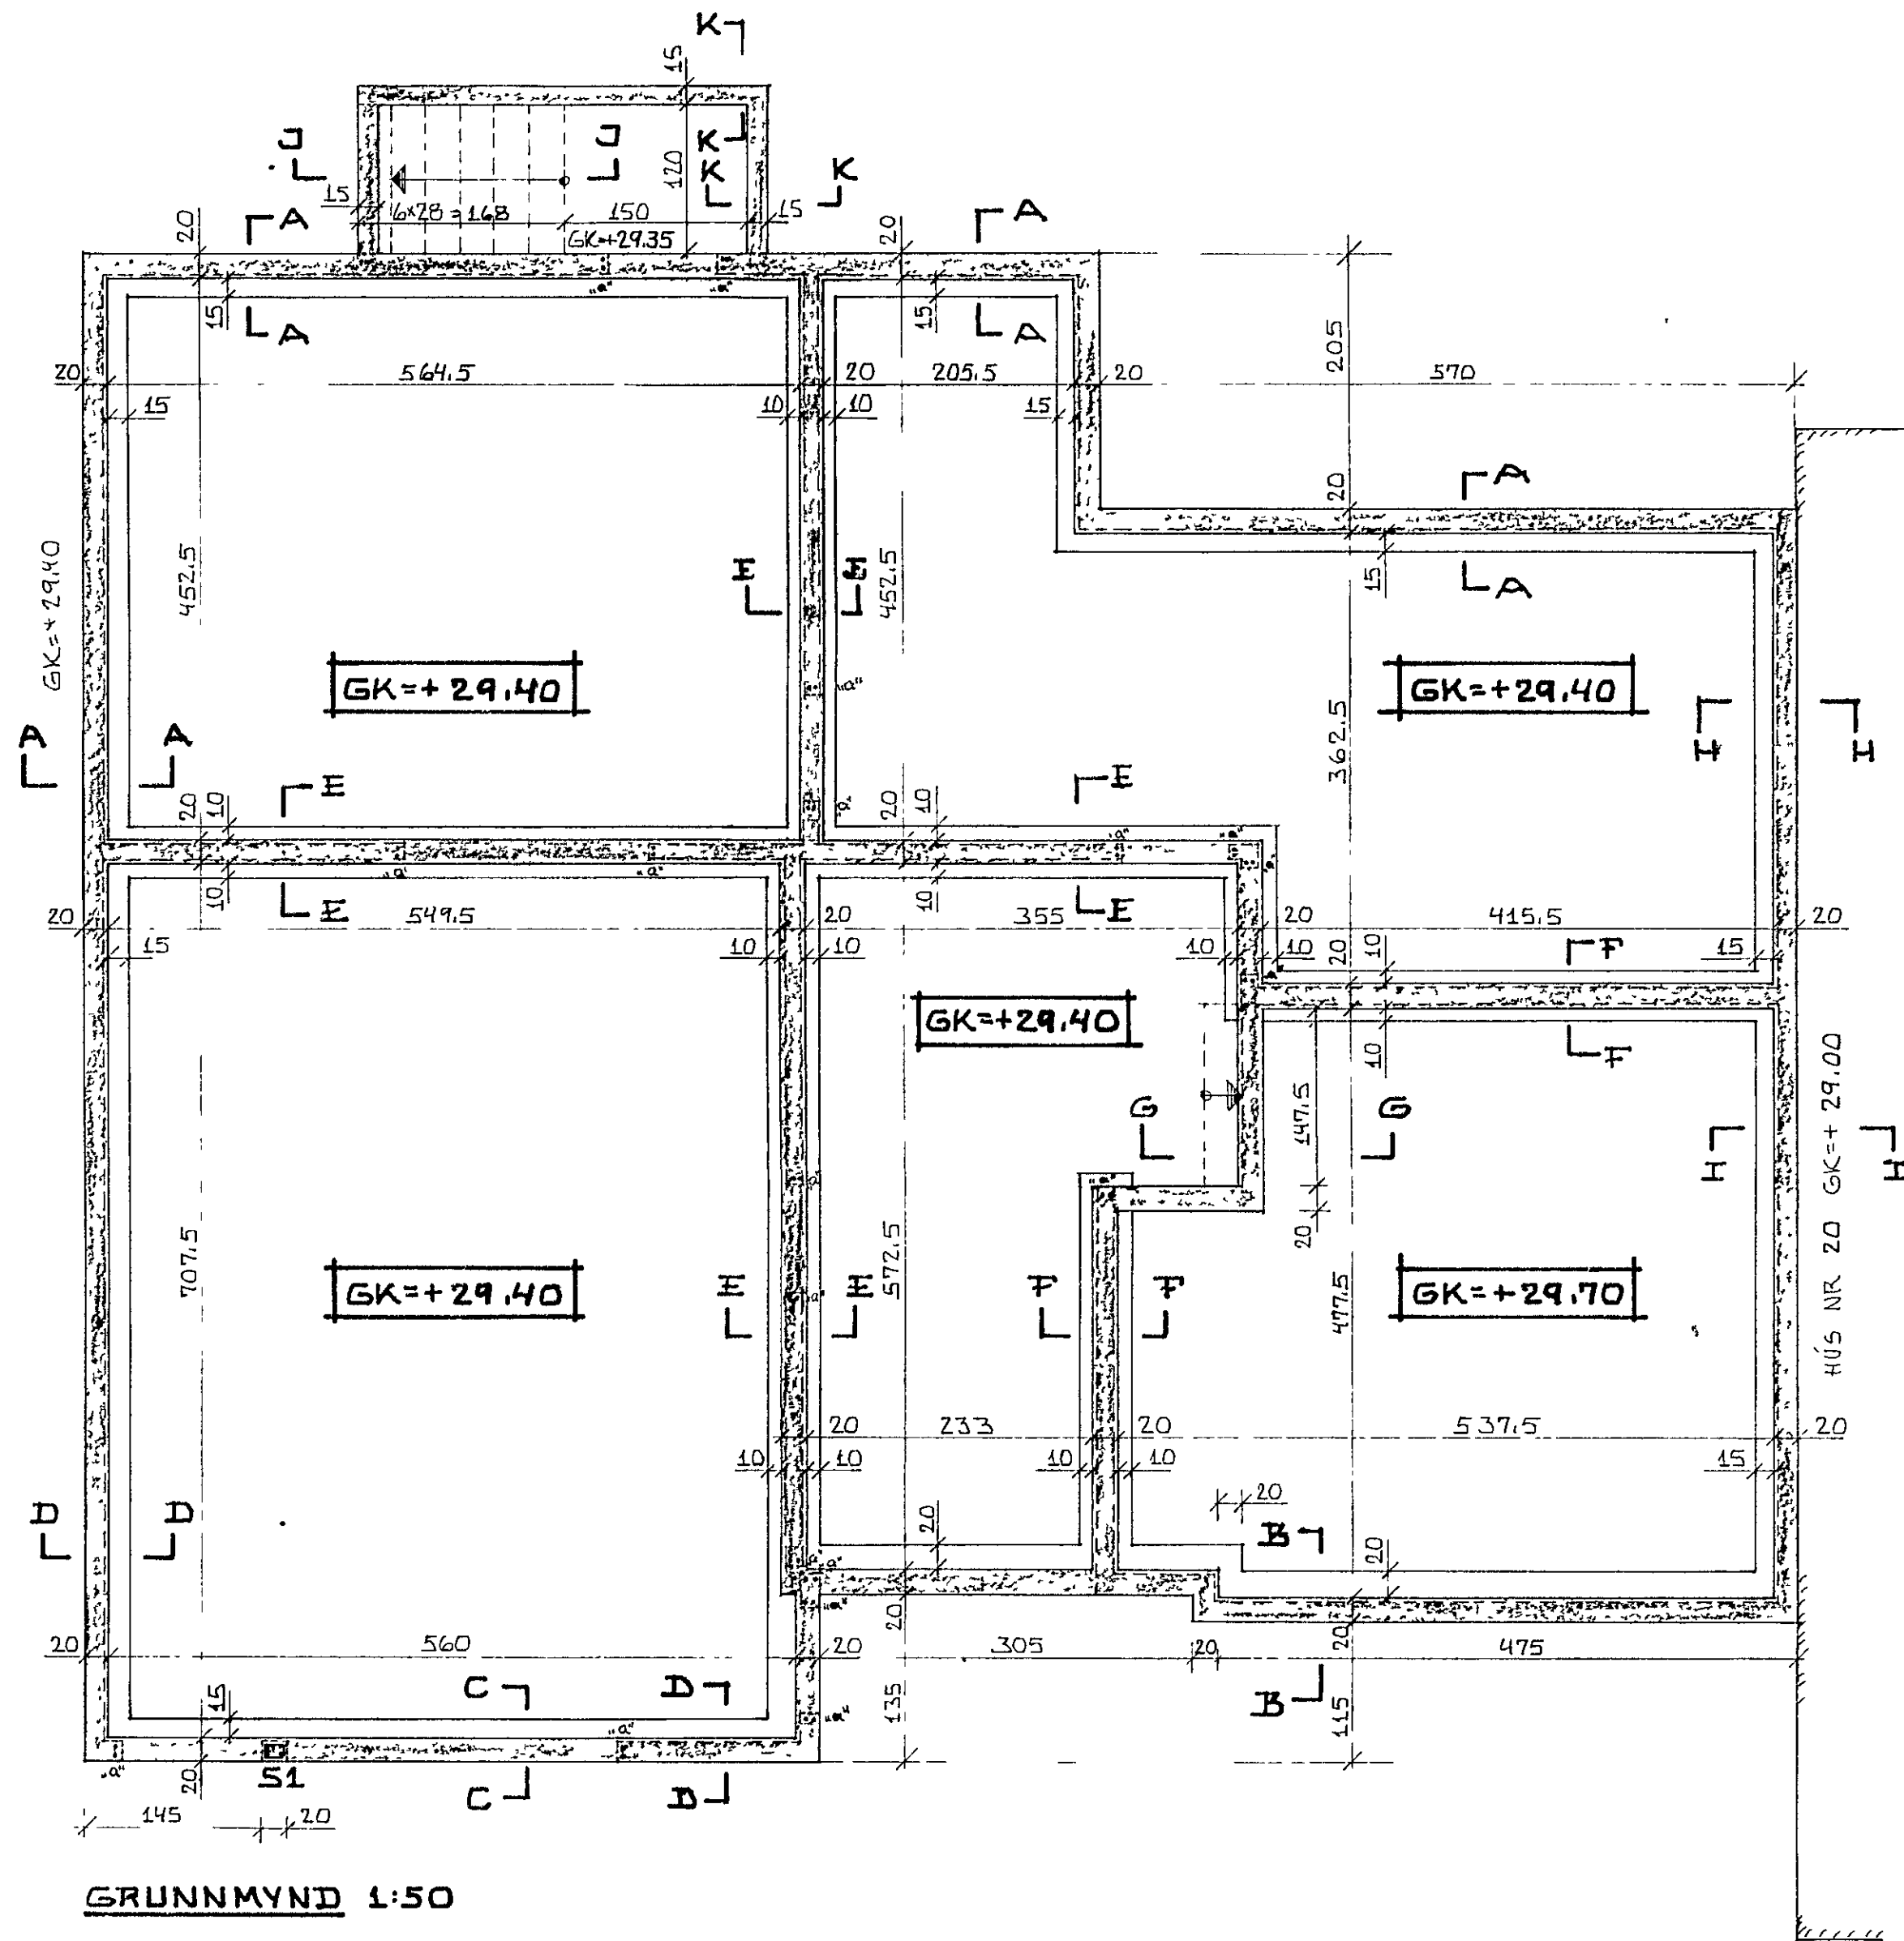 K
15
J J K
K K
120
15 6x28=168 150 15
GK=+29.35
20 A 20 A
"a" "a"
15 A 15 A
205
20 564.5 20 205.5 20 570
15 10 10 15
A
20
15 A
GK=+29.40
452.5 E E 452.5
GK=+29.40
"a"
GK=+29.40
362.5
H H
A A
E E
20 10 20 10
"a"
"a" "a"
"a" "a" "a"
10 E 10 E
20 549.5 20 355 20 415.5 20
15 10 10 10 10 20 10 F 15
"a"
GK=+29.40
10 F
HÚS NR 20 GK=+29.00
G G
147.5
I I
"a" "a"
20
707.5
572.5
GK=+29.40
E E F F
"a"
477.5
GK=+29.70
20 233 20 537.5 20
10 10 10 10 15
D D
20 20 B 20
"a" "a"
"a"
20 20
20 560 20 305 20 475
C D
B
15 135 115
"a" "a"
"a"
20 S1
C D
145 20
GRUNNMYND 1:50